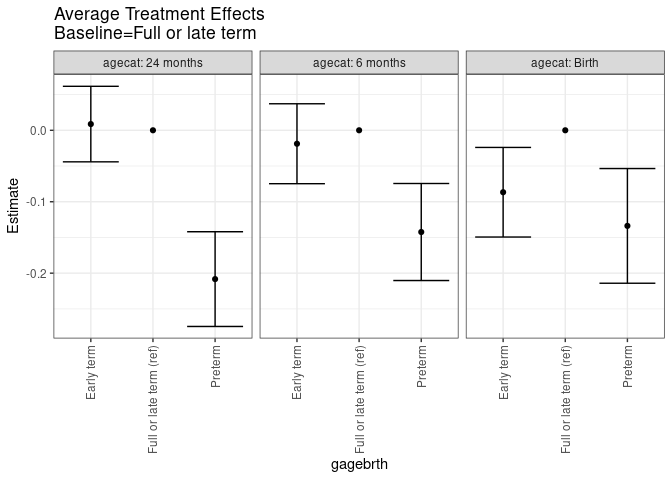 Average Treatment Effects
Baseline=Full or late term
agecat: 24 months
agecat: 6 months
agecat: Birth
Estimate
0.0
-0.1
-0.2
Early term
Full or late term (ref)
Preterm
Early term
Full or late term (ref)
Preterm
Early term
Full or late term (ref)
Preterm
gagebrth